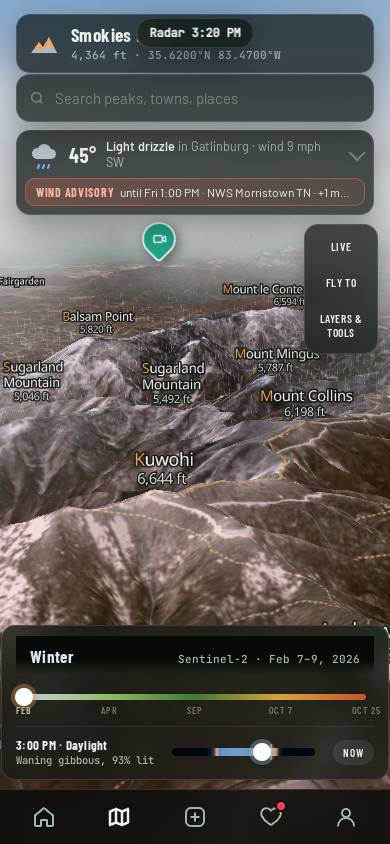 Smokies
Radar 3:20 PM
4,364 ft · 35.6200°N 83.4700°W
Search peaks, towns, places
45° Light drizzle in Gatlinburg · wind 9 mph
SW
WIND ADVISORY until Fri 1:00 PM · NWS Morristown TN · +1 m...
LIVE
FLY TO
LAYERS &
TOOLS
Fairgarden
Mount le Conte
6,594 ft
Balsam Point
5,820 ft
Mount Mingus
5,787 ft
Sugarland
Mountain
5,046 ft
Sugarland
Mountain
5,492 ft
Mount Collins
6,198 ft
Kuwohi
6,644 ft
Winter
Sentinel-2 · Feb 7–9, 2026
FEB APR SEP OCT 7 OCT 25
3:00 PM · Daylight
Waning gibbous, 93% lit
NOW